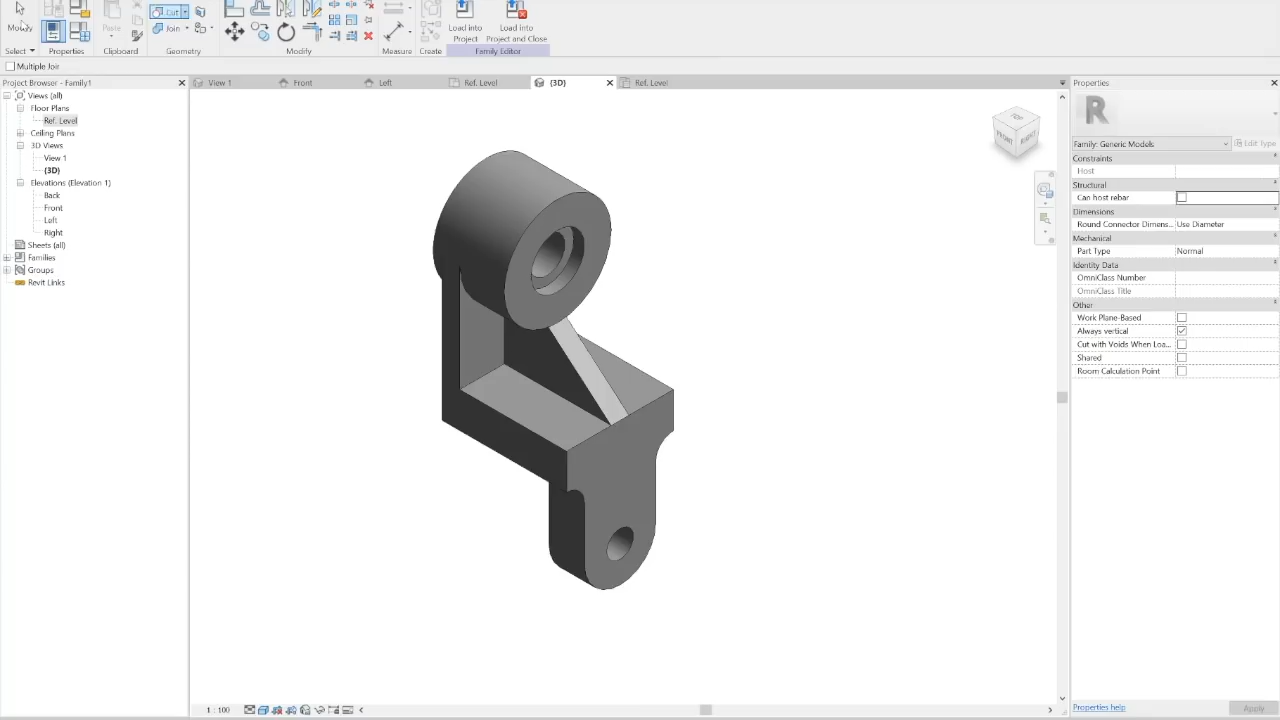 Modify
Cut
Join
Paste
Load into
Project
Load into
Project and Close
Select
Properties
Clipboard
Geometry
Modify
Measure
Create
Family Editor
Multiple Join
Project Browser - Family1
View 1
Front
Left
Ref. Level
(3D)
Ref. Level
Properties
Views (all)
Floor Plans
Ref. Level
Ceiling Plans
3D Views
View 1
(3D)
Elevations (Elevation 1)
Back
Front
Left
Right
Sheets (all)
Families
Groups
Revit Links
TOP
FRONT
RIGHT
R
Family: Generic Models
Edit Type
Constraints
Host
Structural
Can host rebar
Dimensions
Round Connector Dimens...
Use Diameter
Mechanical
Part Type
Normal
Identity Data
OmniClass Number
OmniClass Title
Other
Work Plane-Based
Always vertical
Cut with Voids When Loa...
Shared
Room Calculation Point
1 : 100
Properties help
Apply